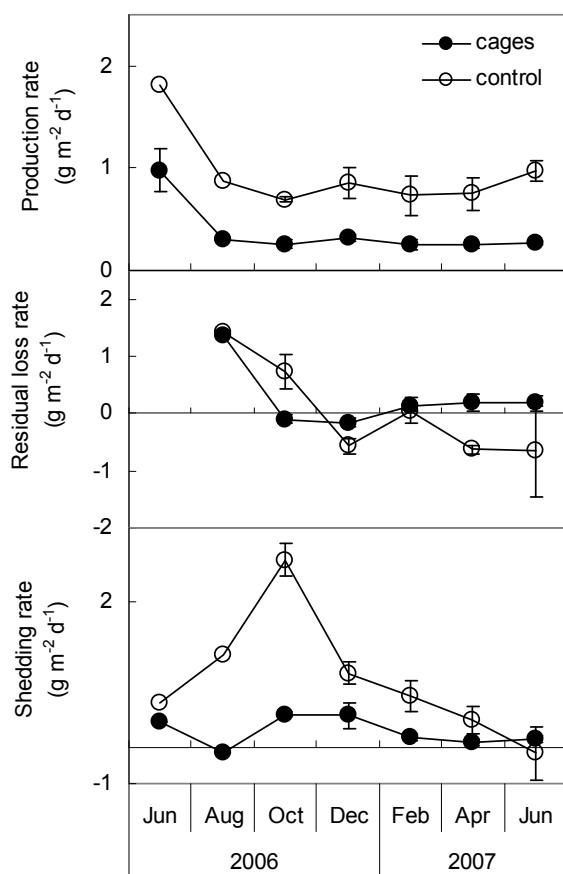 cages
control
Production rate
(g m⁻² d⁻¹)
2
1
0
Residual loss rate
(g m⁻² d⁻¹)
2
1
0
-1
-2
Shedding rate
(g m⁻² d⁻¹)
2
-1
Jun Aug Oct Dec Feb Apr Jun
2006 2007